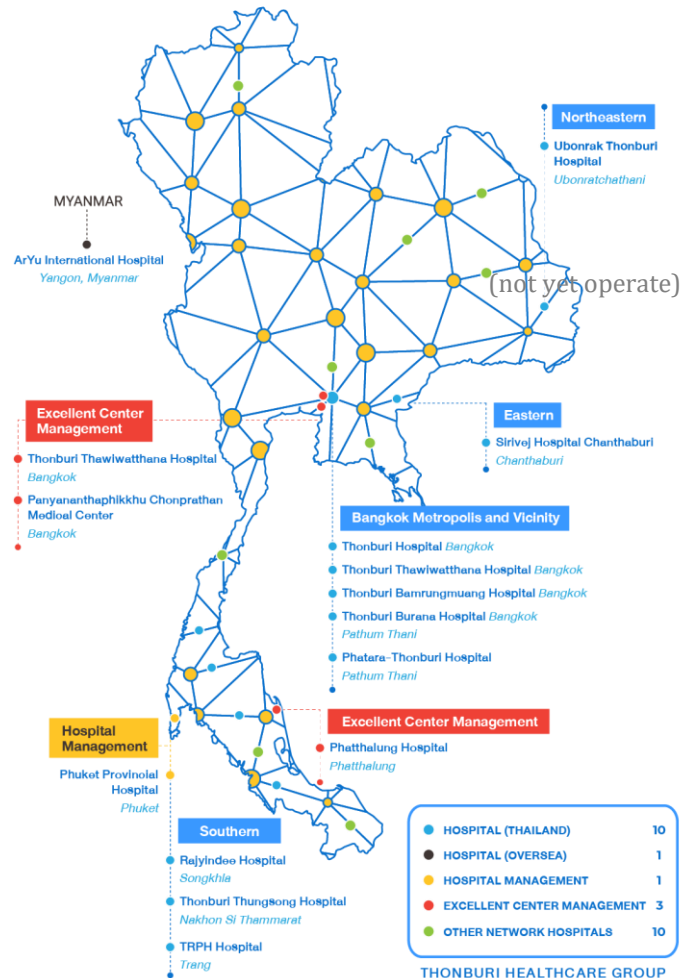 Northeastern
Ubonrak Thonburi
Hospital
Ubonratchathani
MYANMAR
ArYu International Hospital
Yangon, Myanmar
(not yet operate)
Excellent Center
Management
Thonburi Thawiwatthana Hospital
Bangkok
Panyananthaphikkhu Chonprathan
Medical Center
Bangkok
Eastern
Sirivej Hospital Chanthaburi
Chanthaburi
Bangkok Metropolis and Vicinity
Thonburi Hospital Bangkok
Thonburi Thawiwatthana Hospital Bangkok
Thonburi Bamrungmuang Hospital Bangkok
Thonburi Burana Hospital Bangkok
Pathum Thani
Phatara-Thonburi Hospital
Pathum Thani
Excellent Center Management
Phatthalung Hospital
Phatthalung
Hospital
Management
Phuket Provincial
Hospital
Phuket
Southern
Rajyindee Hospital
Songkhla
Thonburi Thungsong Hospital
Nakhon Si Thammarat
TRPH Hospital
Trang
HOSPITAL (THAILAND) 10
HOSPITAL (OVERSEA) 1
HOSPITAL MANAGEMENT 1
EXCELLENT CENTER MANAGEMENT 3
OTHER NETWORK HOSPITALS 10
THONBURI HEALTHCARE GROUP